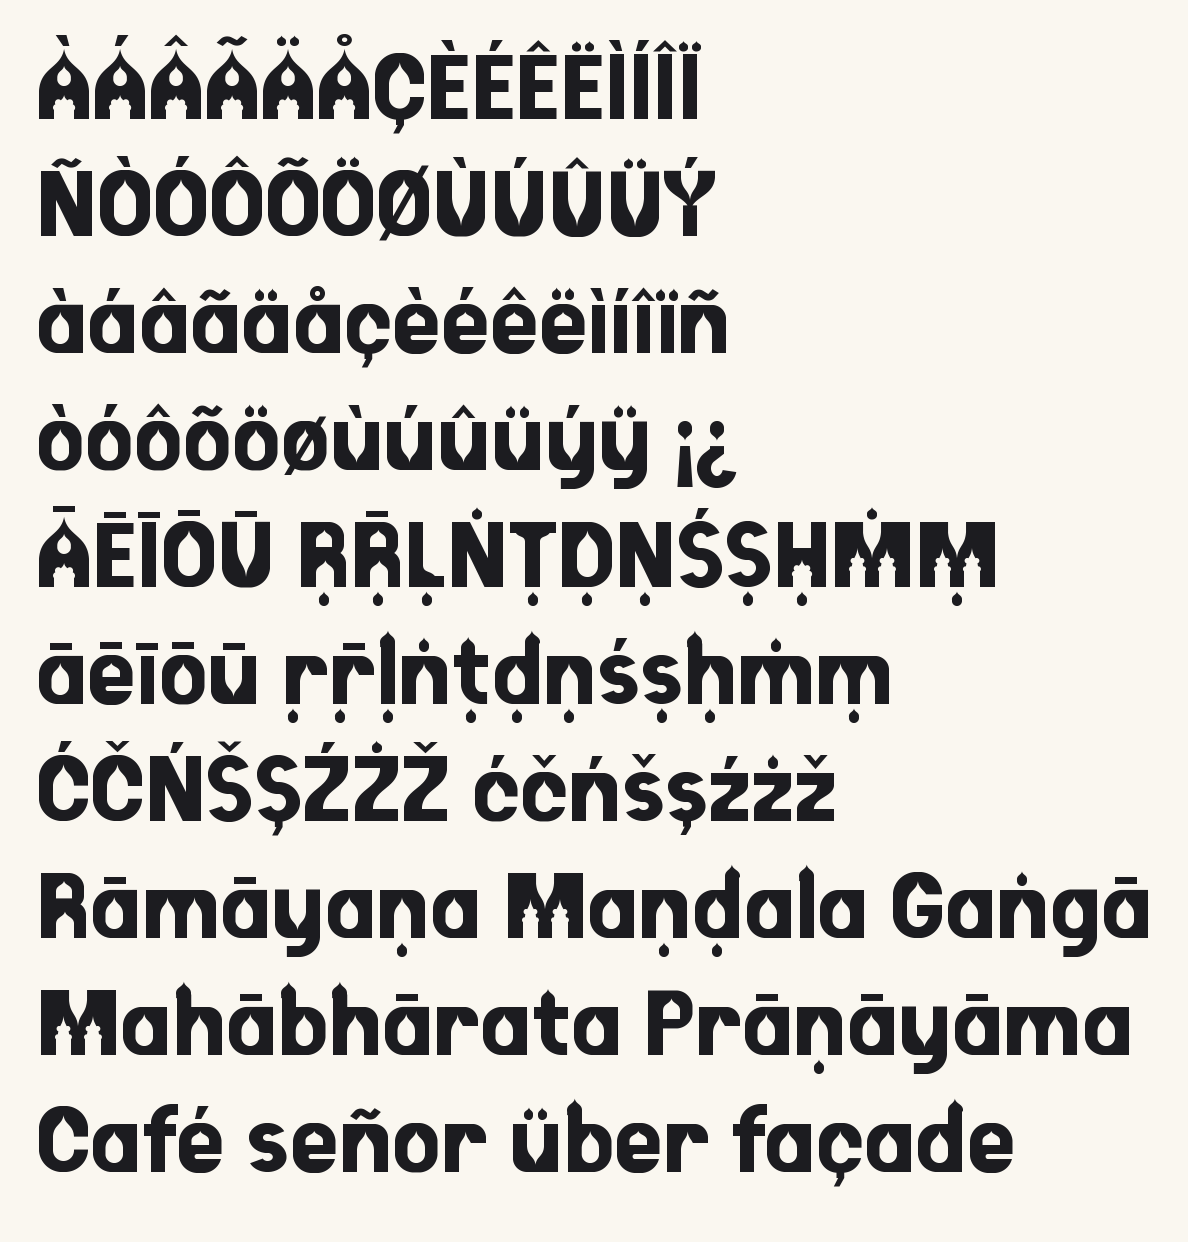 ÀÁÂÃÄÅÇÈÉÊËÌÍÎÏ
ÑÒÓÔÕÖØÙÚÛÜÝ
àáâãäåçèéêëìíîïñ
òóôõöøùúûüýÿ ¡¿
ĀĒĪŌŪ ṚṜḶṄṬḌṆŚṢḤṀṂ
āēīōū ṛṝḷṅṭḍṇśṣḥṁṃ
ĆČŃŠŞŹŻŽ ćčńšşźżž
Rāmāyaṇa Maṇḍala Gaṅgā
Mahābhārata Prāṇāyāma
Café señor über façade